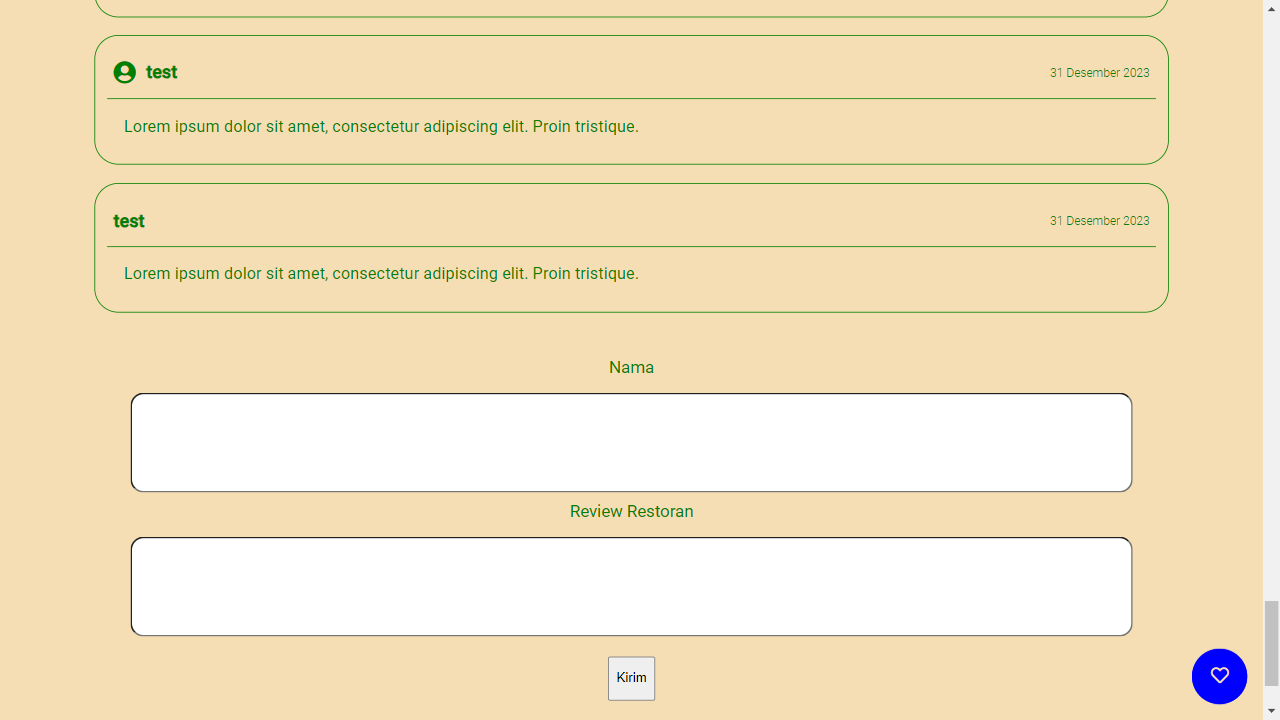 test
31 Desember 2023
Lorem ipsum dolor sit amet, consectetur adipiscing elit. Proin tristique.
test
31 Desember 2023
Lorem ipsum dolor sit amet, consectetur adipiscing elit. Proin tristique.
Nama
Review Restoran
Kirim